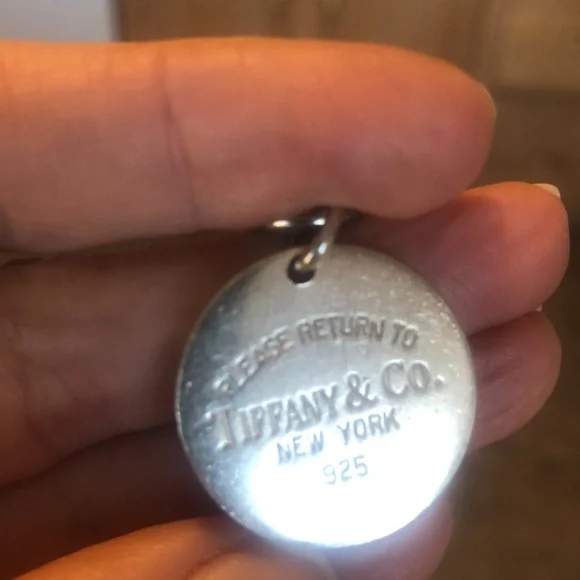 PLEASE RETURN TO
TIFFANY & CO.
NEW YORK
925